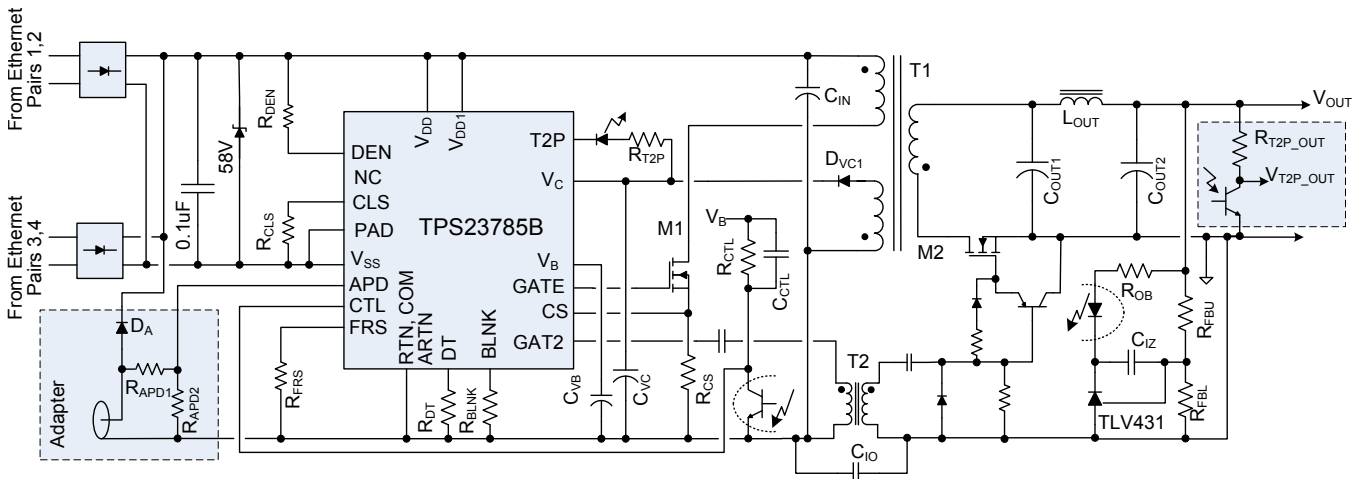 From Ethernet
Pairs 1,2
From Ethernet
Pairs 3,4
0.1uF
58V
RDEN
RCLS
DEN
NC
CLS
PAD
VSS
APD
CTL
FRS
VDD
VDD1
TPS23785B
T2P
VC
VB
GATE
CS
GAT2
RTN, COM
ARTN
DT
BLNK
Adapter
DA
RAPD1
RAPD2
RFRS
RDT
RBLNK
CVB
CVC
RCS
RT2P
DVC1
M1
VB
RCTL
CCTL
CIN
T1
T2
CIO
M2
COUT1
LOUT
COUT2
VOUT
RT2P_OUT
VT2P_OUT
ROB
CIZ
TLV431
RFBU
RFBL